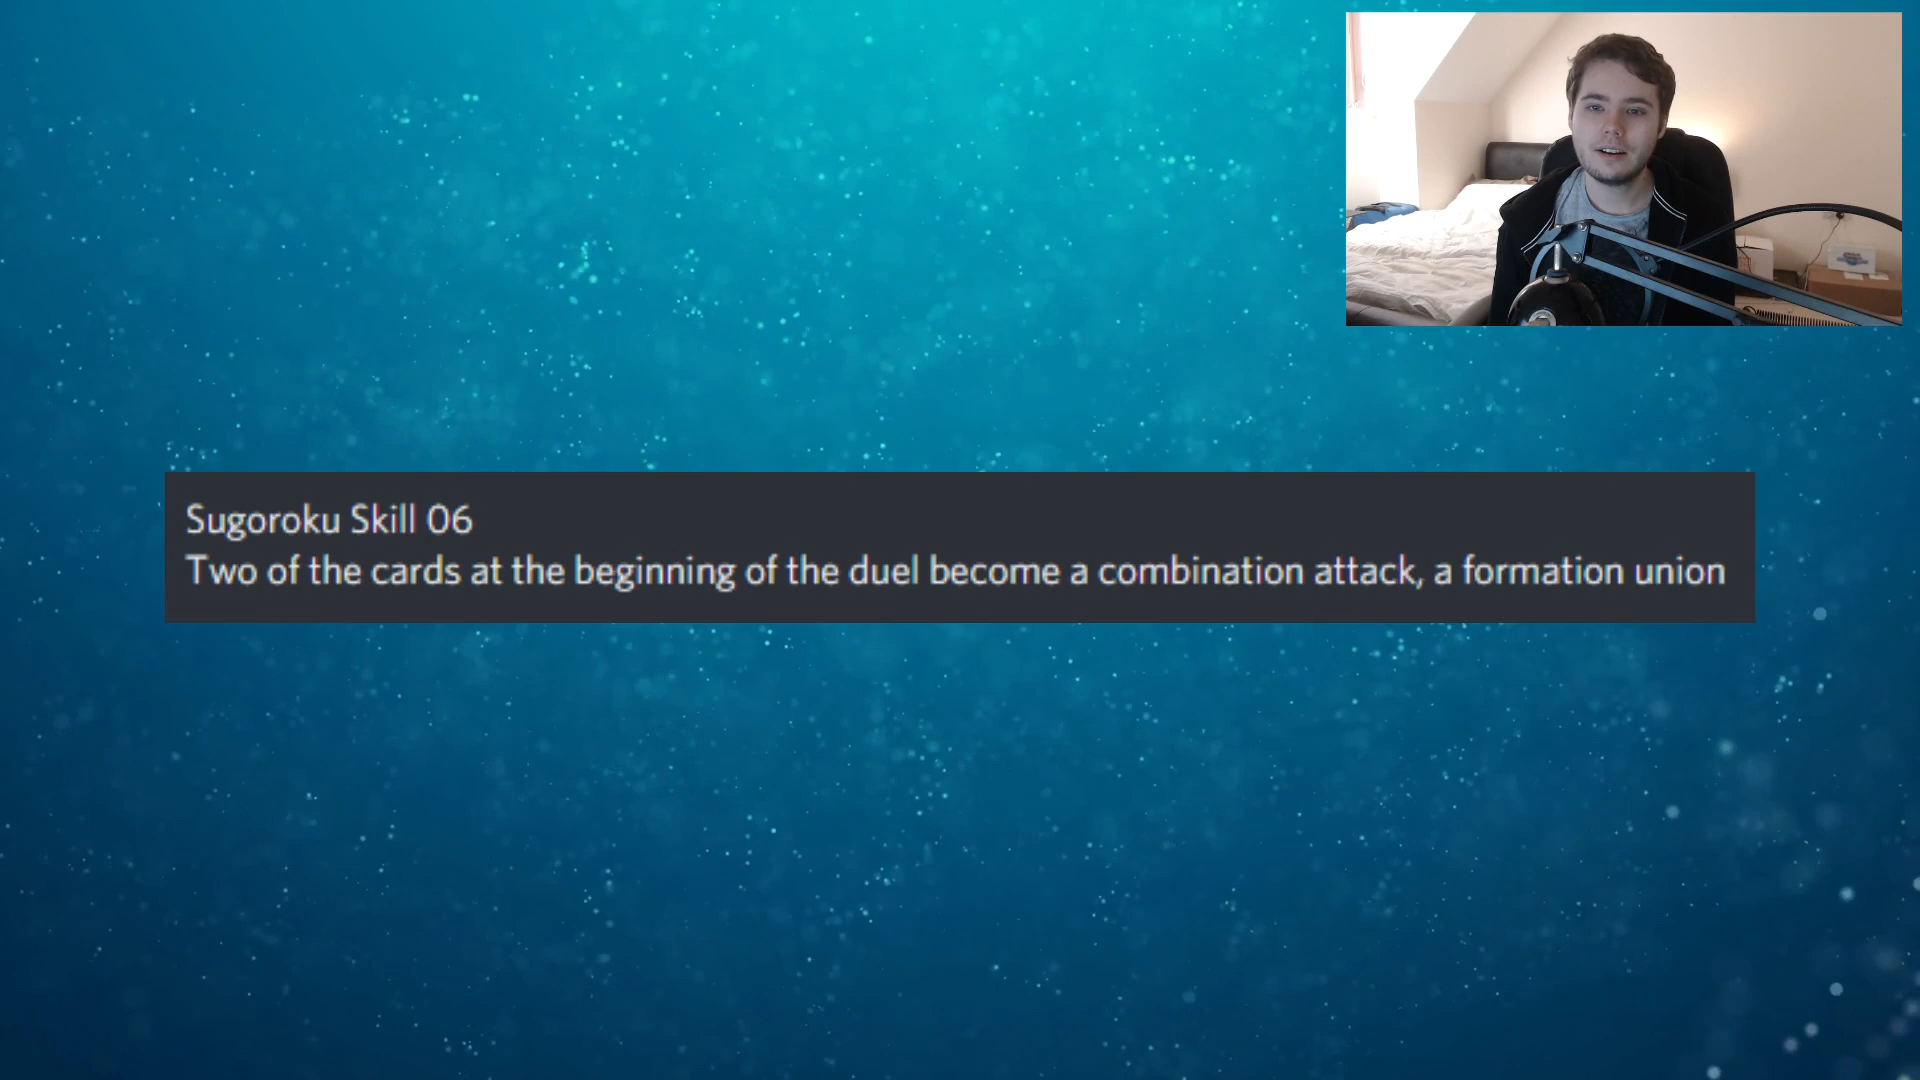 Sugoroku Skill 06
Two of the cards at the beginning of the duel become a combination attack, a formation union